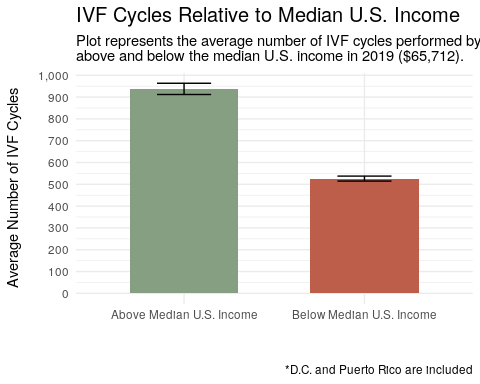 IVF Cycles Relative to Median U.S. Income
Plot represents the average number of IVF cycles performed by
above and below the median U.S. income in 2019 ($65,712).
Average Number of IVF Cycles
1,000
900
800
700
600
500
400
300
200
100
0
Above Median U.S. Income
Below Median U.S. Income
*D.C. and Puerto Rico are included